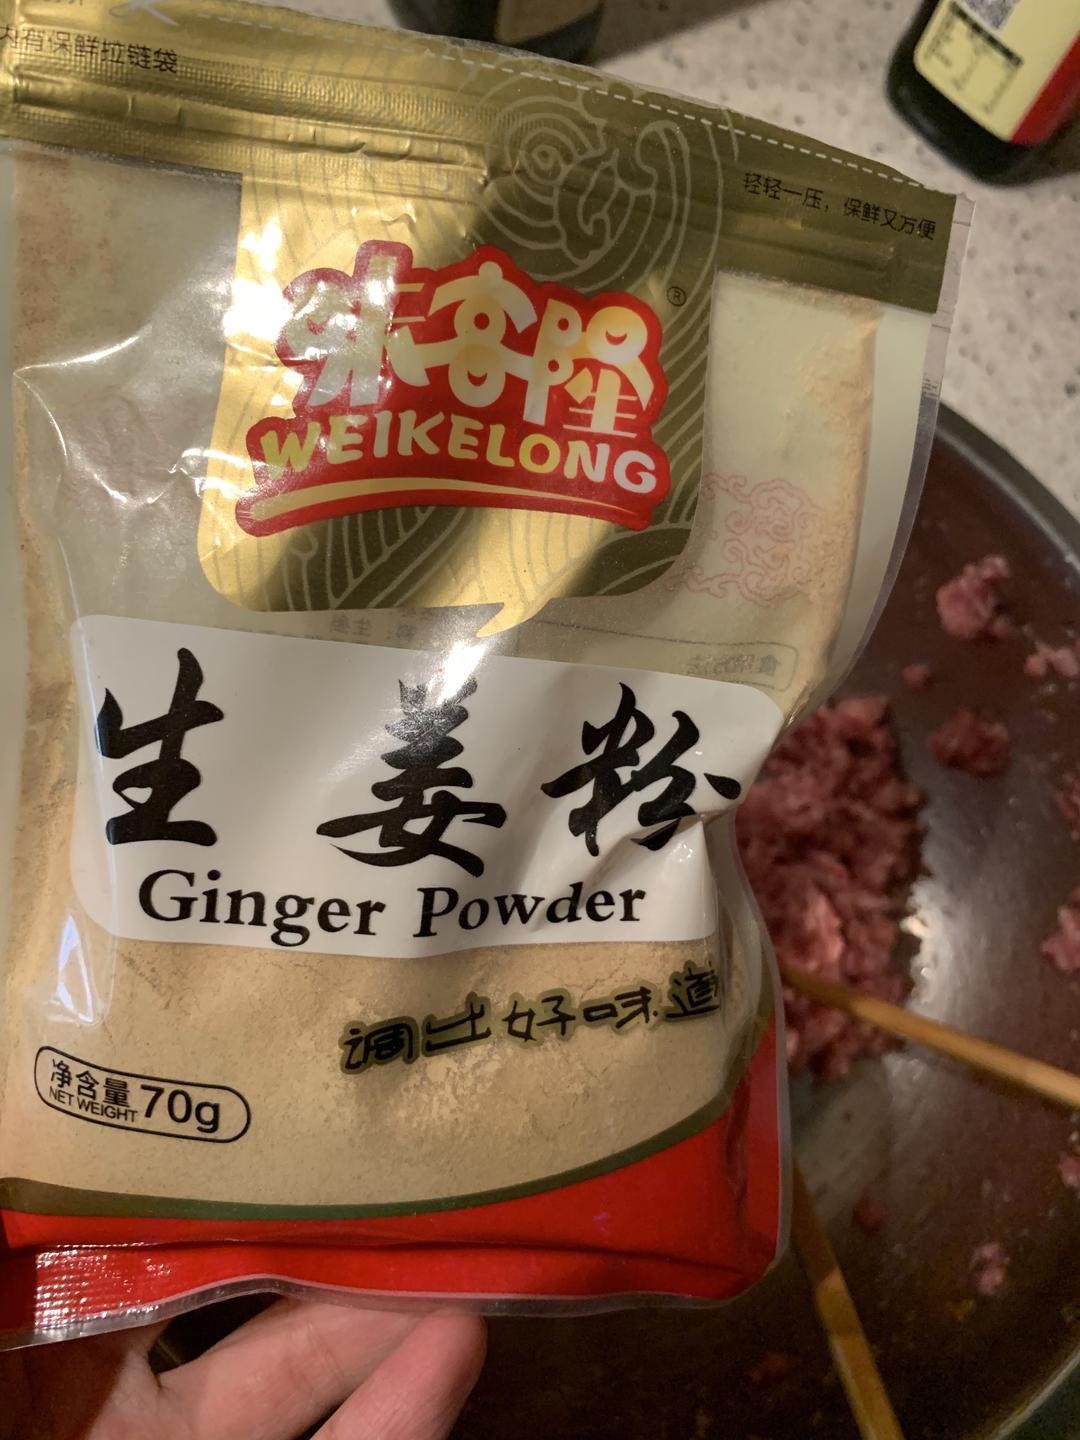 内有保鲜拉链袋
轻轻一压，保鲜又方便
味客隆®
WEIKELONG
生姜粉
Ginger Powder
调出好味道
净含量
NET WEIGHT
70g